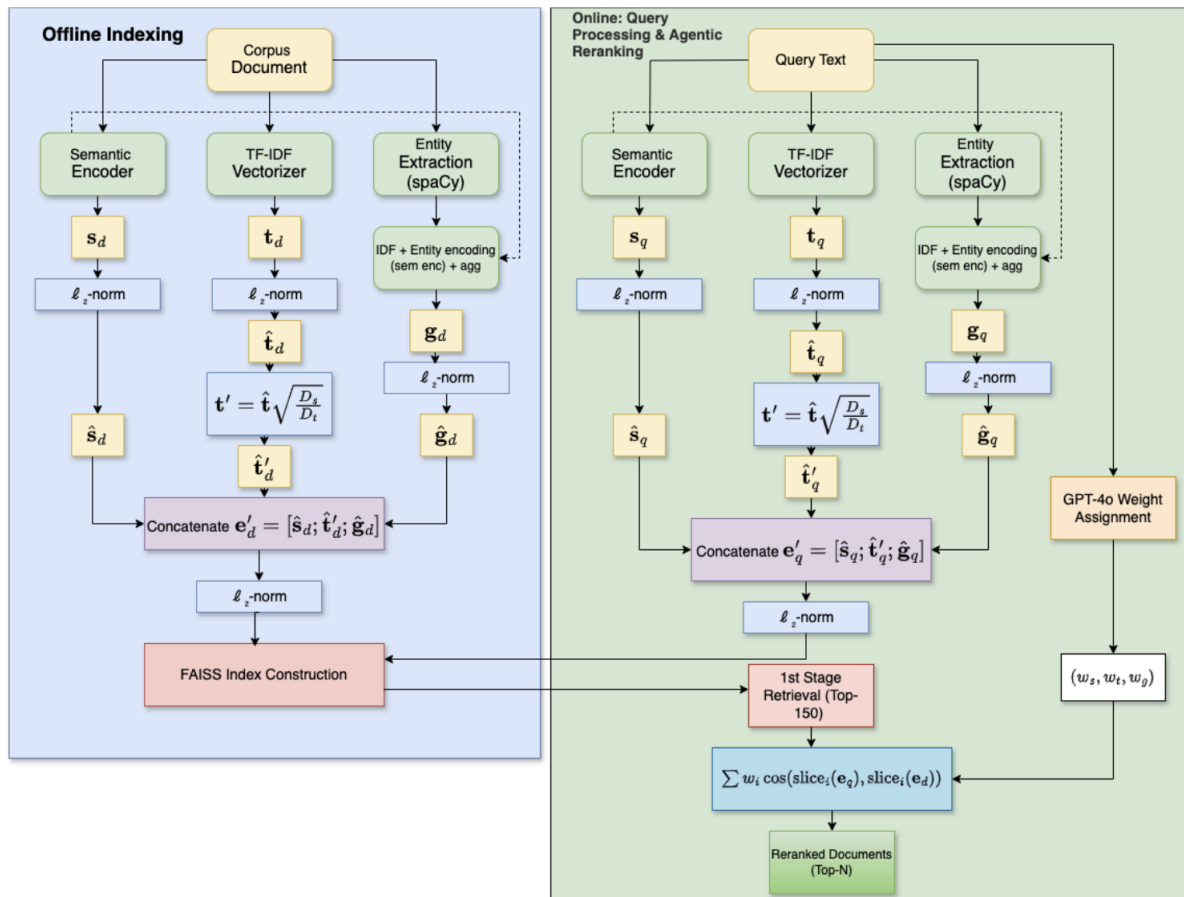 Offline Indexing
Corpus
Document
Semantic
Encoder
TF-IDF
Vectorizer
Entity
Extraction
(spaCy)
𝐬_d
𝐭_d
IDF + Entity encoding
(sem enc) + agg
ℓ₂-norm
ℓ₂-norm
𝐭̂_d
𝐠_d
ℓ₂-norm
𝐭′ = 𝐭̂√(D_s/D_t)
𝐬̂_d
𝐠̂_d
𝐭̂′_d
Concatenate 𝐞′_d = [𝐬̂_d; 𝐭̂′_d; 𝐠̂_d]
ℓ₂-norm
FAISS Index Construction
Online: Query
Processing & Agentic
Reranking
Query Text
Semantic
Encoder
TF-IDF
Vectorizer
Entity
Extraction
(spaCy)
𝐬_q
𝐭_q
IDF + Entity encoding
(sem enc) + agg
ℓ₂-norm
ℓ₂-norm
𝐭̂_q
𝐠_q
ℓ₂-norm
𝐭′ = 𝐭̂√(D_s/D_t)
𝐬̂_q
𝐠̂_q
𝐭̂′_q
GPT-4o Weight
Assignment
Concatenate 𝐞′_q = [𝐬̂_q; 𝐭̂′_q; 𝐠̂_q]
ℓ₂-norm
1st Stage
Retrieval (Top-
150)
(w_s, w_t, w_g)
∑ w_i cos(slice_i(𝐞_q), slice_i(𝐞_d))
Reranked Documents
(Top-N)